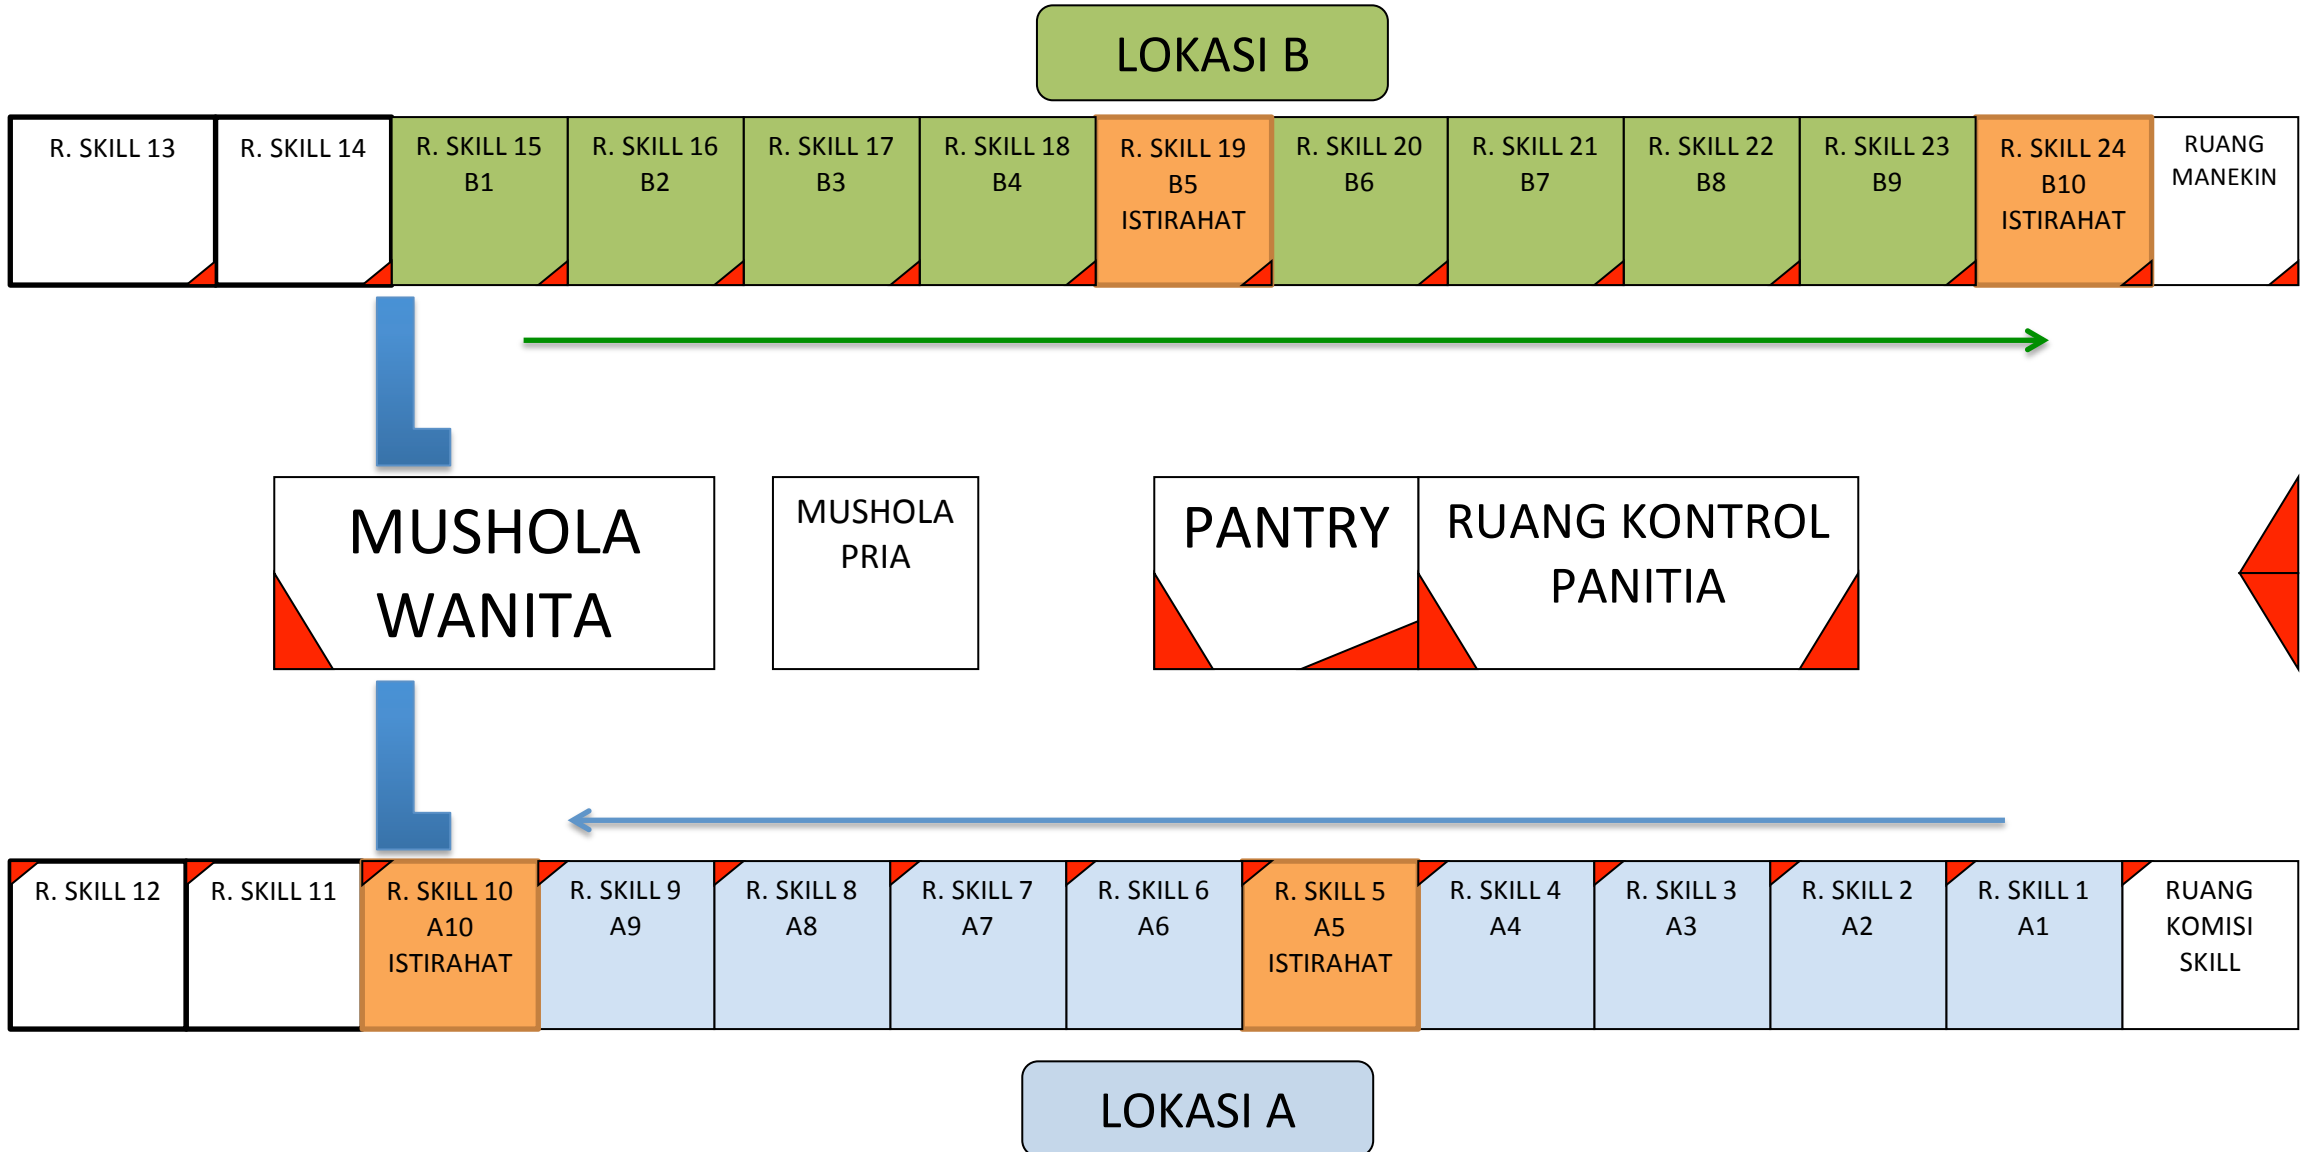 LOKASI B
R. SKILL 13
R. SKILL 14
R. SKILL 15
B1
R. SKILL 16
B2
R. SKILL 17
B3
R. SKILL 18
B4
R. SKILL 19
B5
ISTIRAHAT
R. SKILL 20
B6
R. SKILL 21
B7
R. SKILL 22
B8
R. SKILL 23
B9
R. SKILL 24
B10
ISTIRAHAT
RUANG
MANEKIN
MUSHOLA
WANITA
MUSHOLA
PRIA
PANTRY
RUANG KONTROL
PANITIA
R. SKILL 12
R. SKILL 11
R. SKILL 10
A10
ISTIRAHAT
R. SKILL 9
A9
R. SKILL 8
A8
R. SKILL 7
A7
R. SKILL 6
A6
R. SKILL 5
A5
ISTIRAHAT
R. SKILL 4
A4
R. SKILL 3
A3
R. SKILL 2
A2
R. SKILL 1
A1
RUANG
KOMISI
SKILL
LOKASI A